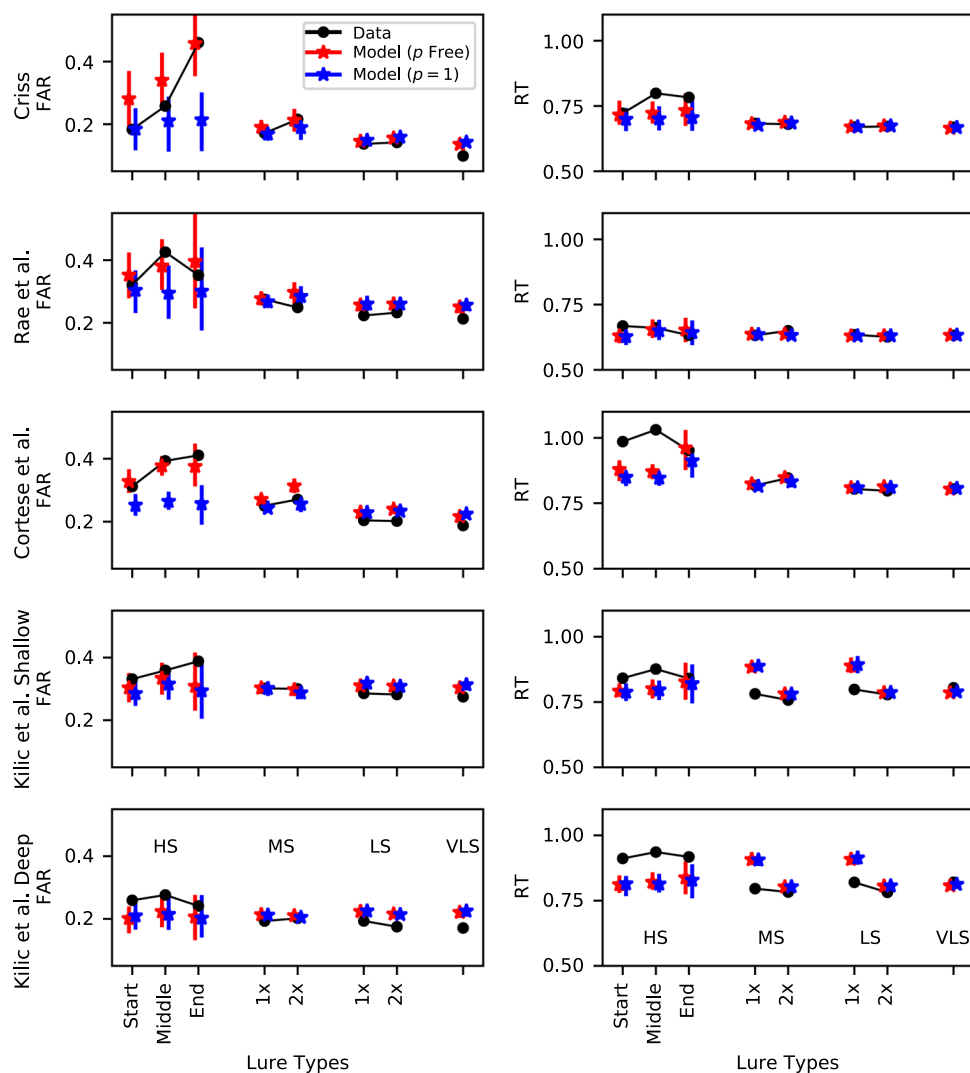 Criss
FAR
0.4
0.2
Data
Model (p Free)
Model (p = 1)
RT
1.00
0.75
0.50
Rae et al.
FAR
0.4
0.2
RT
1.00
0.75
0.50
Cortese et al.
FAR
0.4
0.2
RT
1.00
0.75
0.50
Kilic et al. Shallow
FAR
0.4
0.2
RT
1.00
0.75
0.50
Kilic et al. Deep
FAR
0.4
0.2
HS MS LS VLS
Start Middle End 1x 2x 1x 2x
Lure Types
RT
1.00
0.75
0.50
HS MS LS VLS
Start Middle End 1x 2x 1x 2x
Lure Types